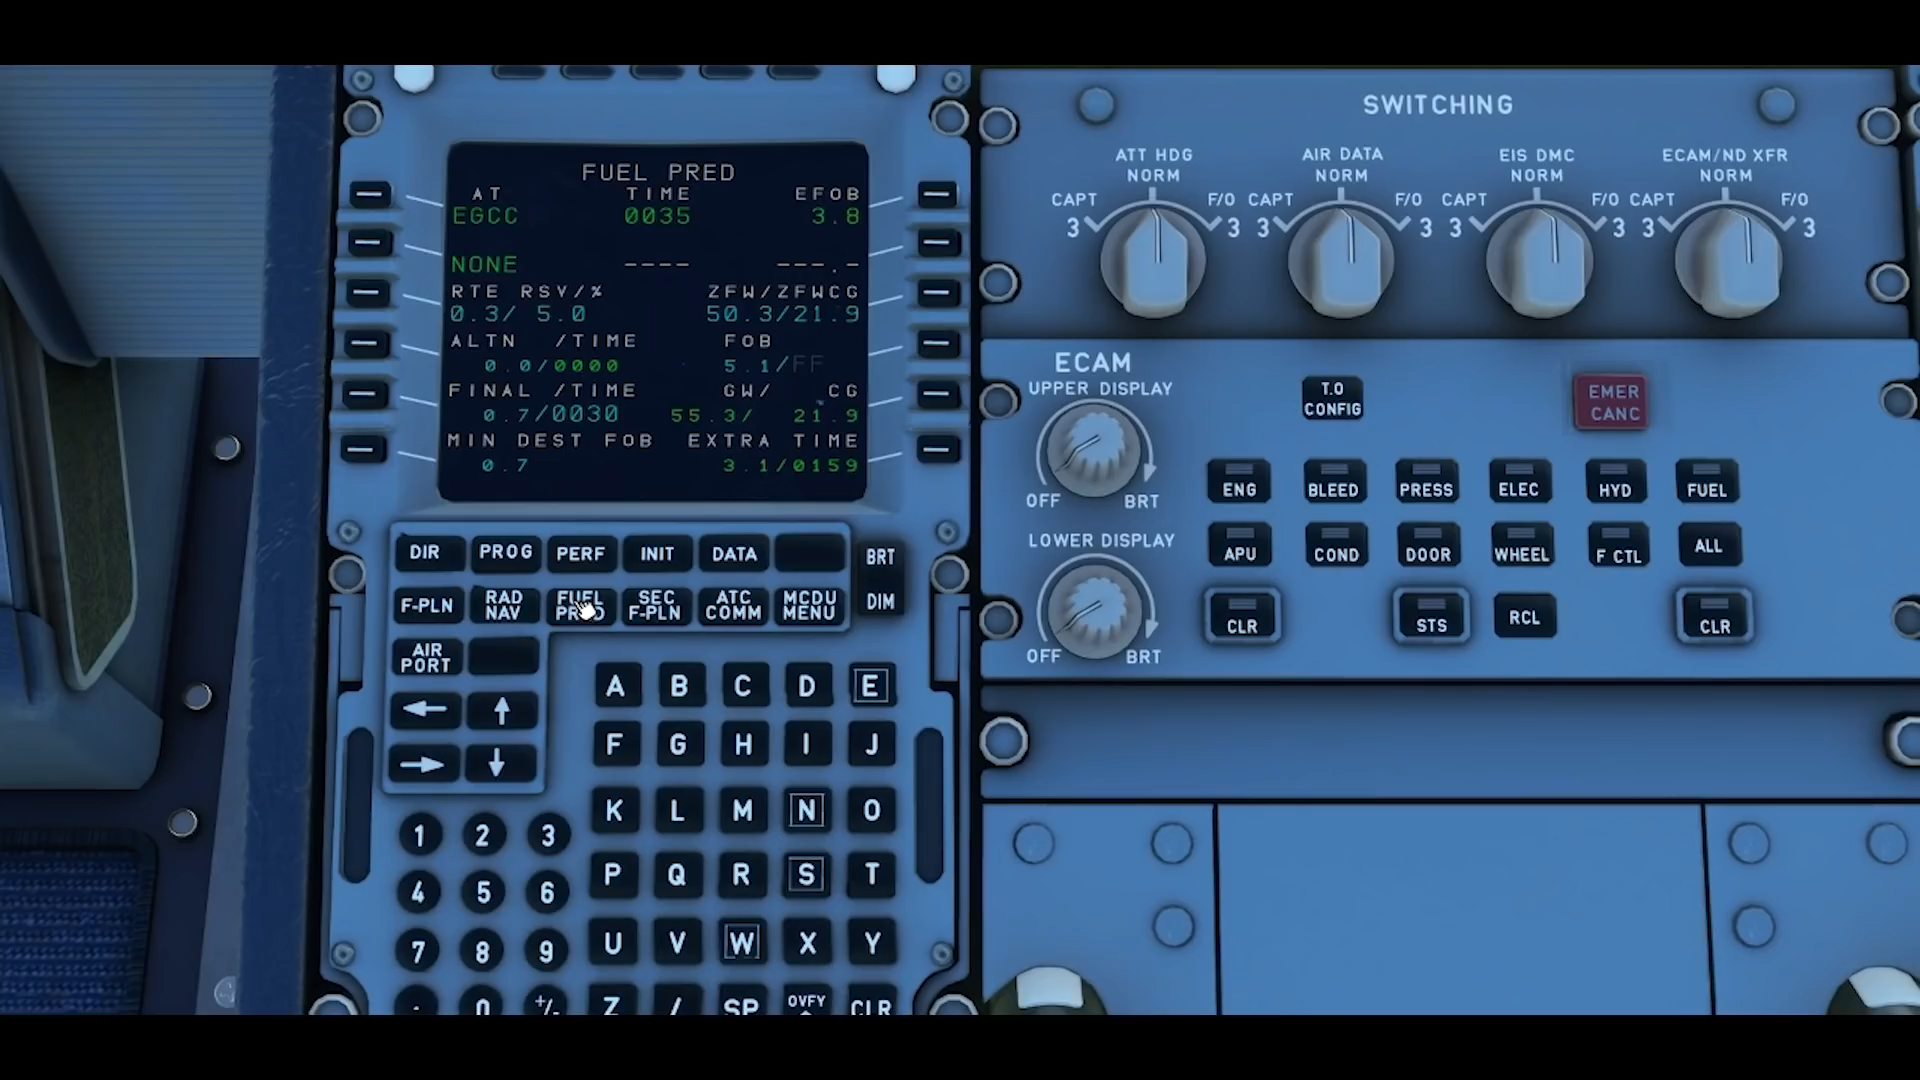 FUEL PRED
AT TIME EFOB
EGCC 0035 3.8
NONE ---- ---.-
RTE RSV/% ZFW/ZFWCG
0.3/ 5.0 50.3/21.9
ALTN /TIME FOB
0.0/0000 5.1/FF
FINAL /TIME GW/ CG
0.7/0030 55.3/ 21.9
MIN DEST FOB EXTRA TIME
0.7 3.1/0159
DIR PROG PERF INIT DATA
BRT
F-PLN RAD NAV FUEL PRED SEC F-PLN ATC COMM MCDU MENU
DIM
AIR PORT
A B C D E
F G H I J
K L M N O
1 2 3
P Q R S T
4 5 6
U V W X Y
7 8 9
. 0 +/- Z / SP OVFY CLR
SWITCHING
ATT HDG AIR DATA EIS DMC ECAM/ND XFR
NORM NORM NORM NORM
CAPT F/O CAPT F/O CAPT F/O CAPT F/O
3 3 3 3 3 3 3 3
ECAM
UPPER DISPLAY
OFF BRT
T.O CONFIG
EMER CANC
ENG BLEED PRESS ELEC HYD FUEL
LOWER DISPLAY
OFF BRT
APU COND DOOR WHEEL F CTL ALL
CLR STS RCL CLR